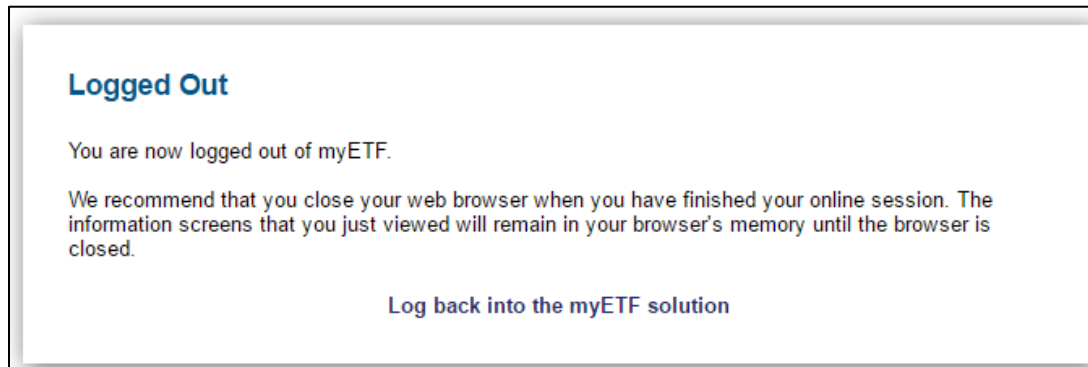 Logged Out
You are now logged out of myETF.
We recommend that you close your web browser when you have finished your online session. The
information screens that you just viewed will remain in your browser's memory until the browser is
closed.
Log back into the myETF solution